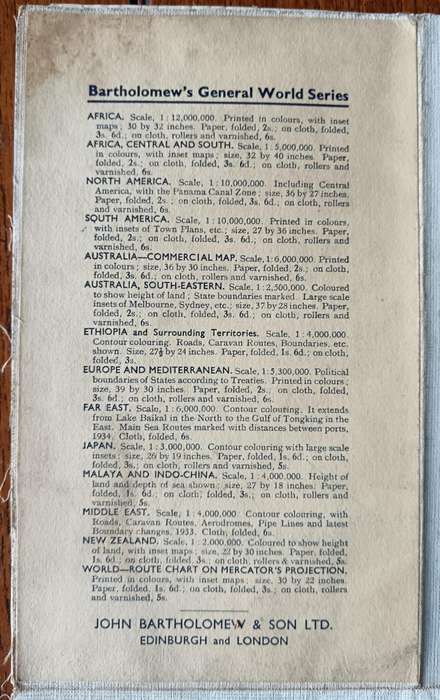 Bartholomew's General World Series
AFRICA. Scale, 1 : 12,000,000. Printed in colours, with inset
maps; 30 by 32 inches. Paper, folded, 2s.; on cloth, folded,
3s. 6d.; on cloth, rollers and varnished, 6s.
AFRICA, CENTRAL AND SOUTH. Scale, 1 : 5,000,000. Printed
in colours, with inset maps; size, 32 by 40 inches. Paper,
folded, 2s.; on cloth, folded, 3s. 6d.; on cloth, rollers and
varnished, 6s.
NORTH AMERICA. Scale, 1 : 10,000,000. Including Central
America, with the Panama Canal Zone; size, 36 by 27 inches.
Paper, folded, 2s.; on cloth, folded, 3s. 6d.; on cloth, rollers
and varnished, 6s.
SOUTH AMERICA. Scale, 1 : 10,000,000. Printed in colours,
with insets of Town Plans, etc.; size, 27 by 36 inches. Paper,
folded, 2s.; on cloth, folded, 3s. 6d.; on cloth, rollers and
varnished, 6s.
AUSTRALIA—COMMERCIAL MAP. Scale, 1 : 6,000,000. Printed
in colours; size, 36 by 30 inches. Paper, folded, 2s.; on cloth,
folded, 3s. 6d.; on cloth, rollers and varnished, 6s.
AUSTRALIA, SOUTH-EASTERN. Scale, 1 : 2,500,000. Coloured
to show height of land; State boundaries marked. Large scale
insets of Melbourne, Sydney, etc.; size, 37 by 28 inches. Paper,
folded, 2s.; on cloth, folded, 3s. 6d.; on cloth, rollers and
varnished, 6s.
ETHIOPIA and Surrounding Territories. Scale, 1 : 4,000,000.
Contour colouring. Roads, Caravan Routes, Boundaries, etc.
shown. Size, 27½ by 24 inches. Paper, folded, 1s. 6d.; on cloth,
folded, 3s.
EUROPE AND MEDITERRANEAN. Scale, 1 : 5,300,000. Political
boundaries of States according to Treaties. Printed in colours;
size, 39 by 30 inches. Paper, folded, 2s.; on cloth, folded,
3s. 6d.; on cloth, rollers and varnished, 6s.
FAR EAST. Scale, 1 : 6,000,000. Contour colouring. It extends
from Lake Baikal in the North to the Gulf of Tongking in the
East. Main Sea Routes marked with distances between ports,
1934. Cloth, folded, 6s.
JAPAN. Scale, 1 : 3,000,000. Contour colouring with large scale
insets; size, 26 by 19 inches. Paper, folded, 1s. 6d.; on cloth,
folded, 3s.; on cloth, rollers and varnished, 5s.
MALAYA AND INDO-CHINA. Scale, 1 : 4,000,000. Height of
land and depth of sea shown; size, 27 by 18 inches. Paper,
folded, 1s. 6d.; on cloth, folded, 3s.; on cloth, rollers and
varnished, 5s.
MIDDLE EAST. Scale, 1 : 4,000,000. Contour colouring, with
Roads, Caravan Routes, Aerodromes, Pipe Lines and latest
Boundary changes, 1933. Cloth, folded, 6s.
NEW ZEALAND. Scale, 1 : 2,000,000. Coloured to show height
of land, with inset maps; size, 22 by 30 inches. Paper, folded,
1s. 6d.; on cloth, folded, 3s.; on cloth, rollers & varnished, 5s.
WORLD—ROUTE CHART ON MERCATOR'S PROJECTION.
Printed in colours, with inset maps; size, 30 by 22 inches.
Paper, folded, 1s. 6d.; on cloth, folded, 3s.; on cloth, rollers
and varnished, 5s.
JOHN BARTHOLOMEW & SON LTD.
EDINBURGH and LONDON